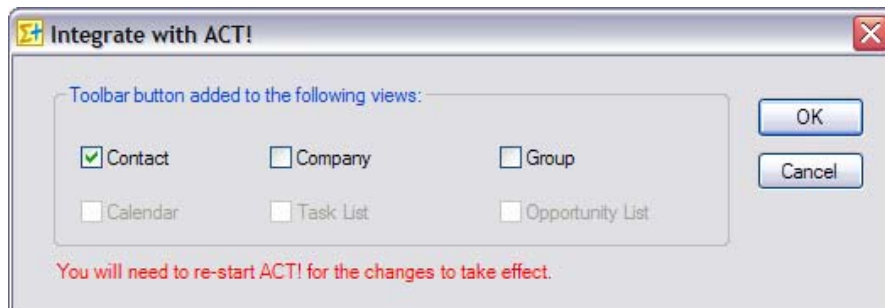 Integrate with ACT!
Toolbar button added to the following views:
Contact Company Group
Calendar Task List Opportunity List
OK
Cancel
You will need to re-start ACT! for the changes to take effect.